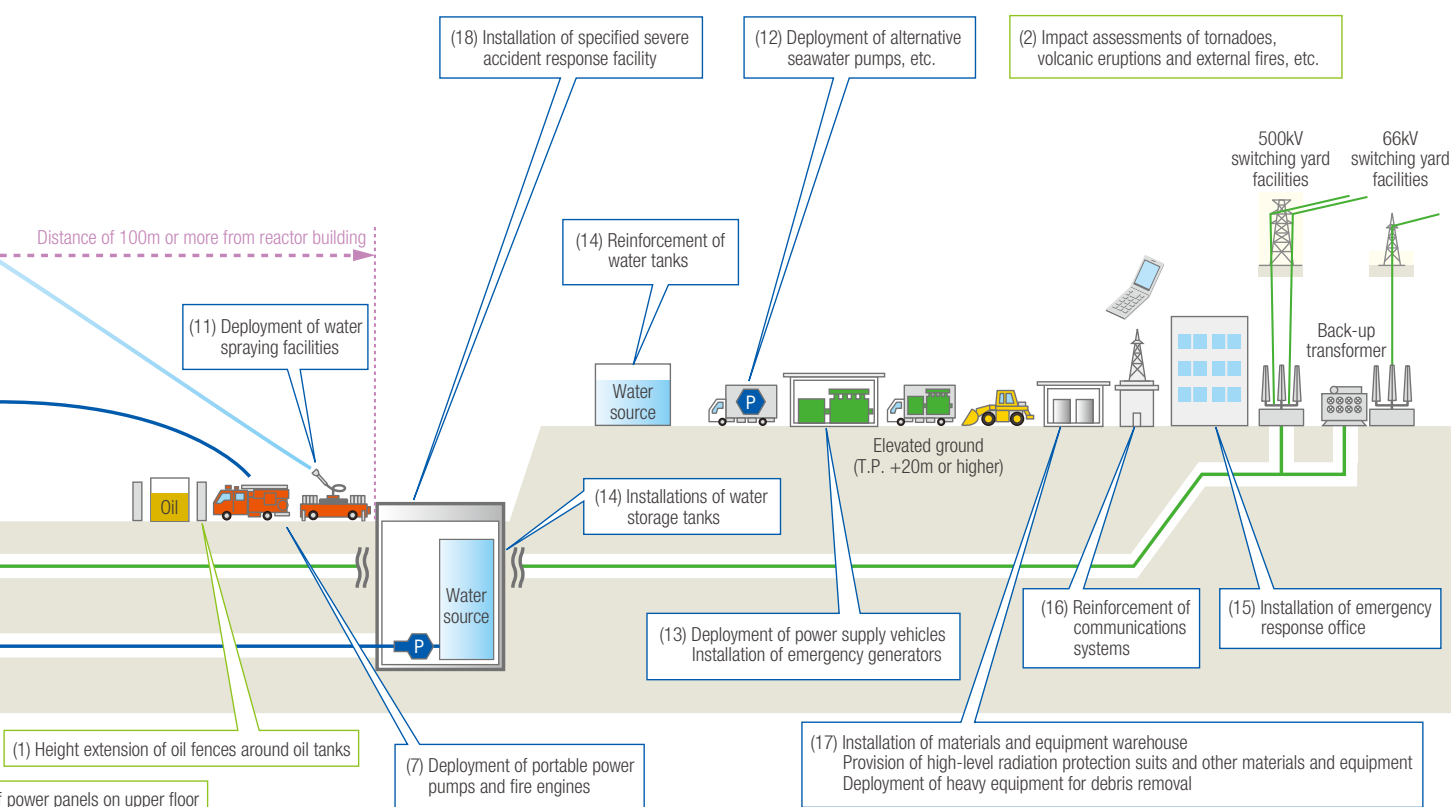 (18) Installation of specified severe
accident response facility
(12) Deployment of alternative
seawater pumps, etc.
(2) Impact assessments of tornadoes,
volcanic eruptions and external fires, etc.
500kV
switching yard
facilities
66kV
switching yard
facilities
Distance of 100m or more from reactor building
(14) Reinforcement of
water tanks
(11) Deployment of water
spraying facilities
Back-up
transformer
Water
source
P
Elevated ground
(T.P. +20m or higher)
Oil
(14) Installations of water
storage tanks
Water
source
P
(13) Deployment of power supply vehicles
Installation of emergency generators
(16) Reinforcement of
communications
systems
(15) Installation of emergency
response office
(1) Height extension of oil fences around oil tanks
(7) Deployment of portable power
pumps and fire engines
(17) Installation of materials and equipment warehouse
Provision of high-level radiation protection suits and other materials and equipment
Deployment of heavy equipment for debris removal
power panels on upper floor